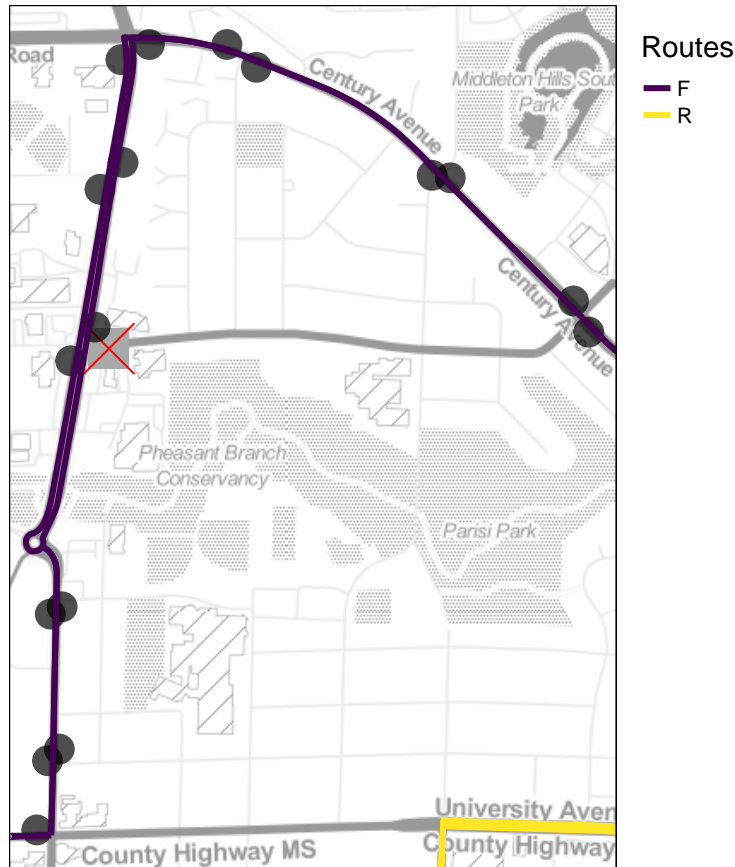 Road
Century Avenue
Middleton Hills Sout
Park
Century Avenue
Pheasant Branch
Conservancy
Parisi Park
University Aven
County Highway MS
County Highway
Routes
F
R